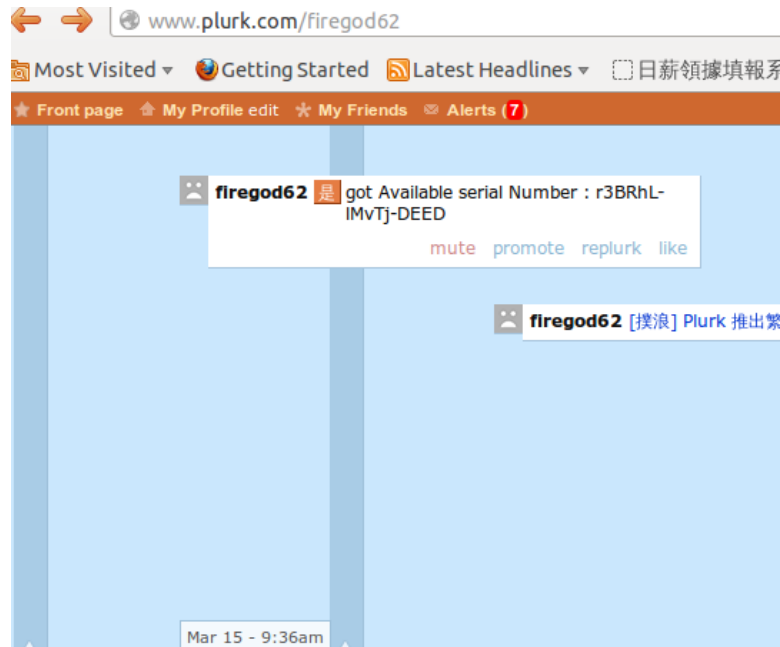 www.plurk.com/firegod62
Most Visited Getting Started Latest Headlines 日薪領據填報系
Front page My Profile edit My Friends Alerts (7)
firegod62 是 got Available serial Number : r3BRhL-
lMvTj-DEED
mute promote replurk like
firegod62 [撲浪] Plurk 推出繁
Mar 15 - 9:36am